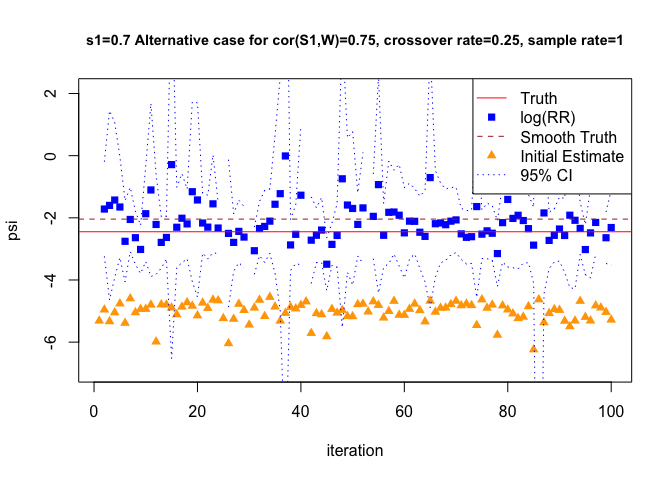 s1=0.7 Alternative case for cor(S1,W)=0.75, crossover rate=0.25, sample rate=1
Truth
log(RR)
Smooth Truth
Initial Estimate
95% CI
psi
2
0
-2
-4
-6
0 20 40 60 80 100
iteration